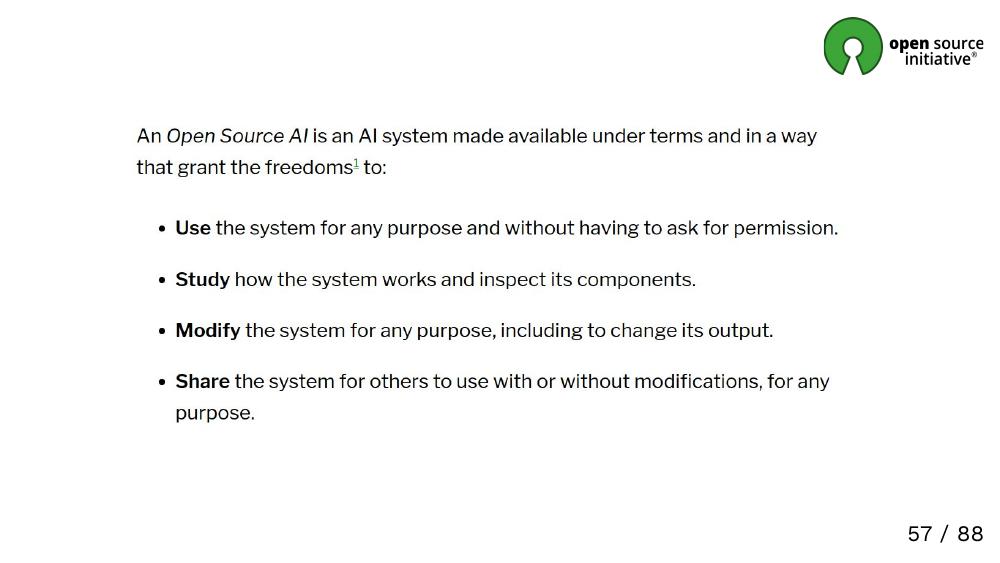 open source
initiative®
An Open Source AI is an AI system made available under terms and in a way
that grant the freedoms1 to:
• Use the system for any purpose and without having to ask for permission.
• Study how the system works and inspect its components.
• Modify the system for any purpose, including to change its output.
• Share the system for others to use with or without modifications, for any
purpose.
57 / 88